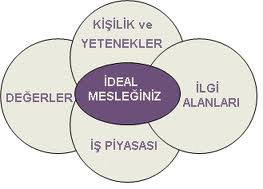 KİŞİLİK ve
YETENEKLER
DEĞERLER
İDEAL
MESLEĞİNİZ
İLGİ
ALANLARI
İŞ PİYASASI